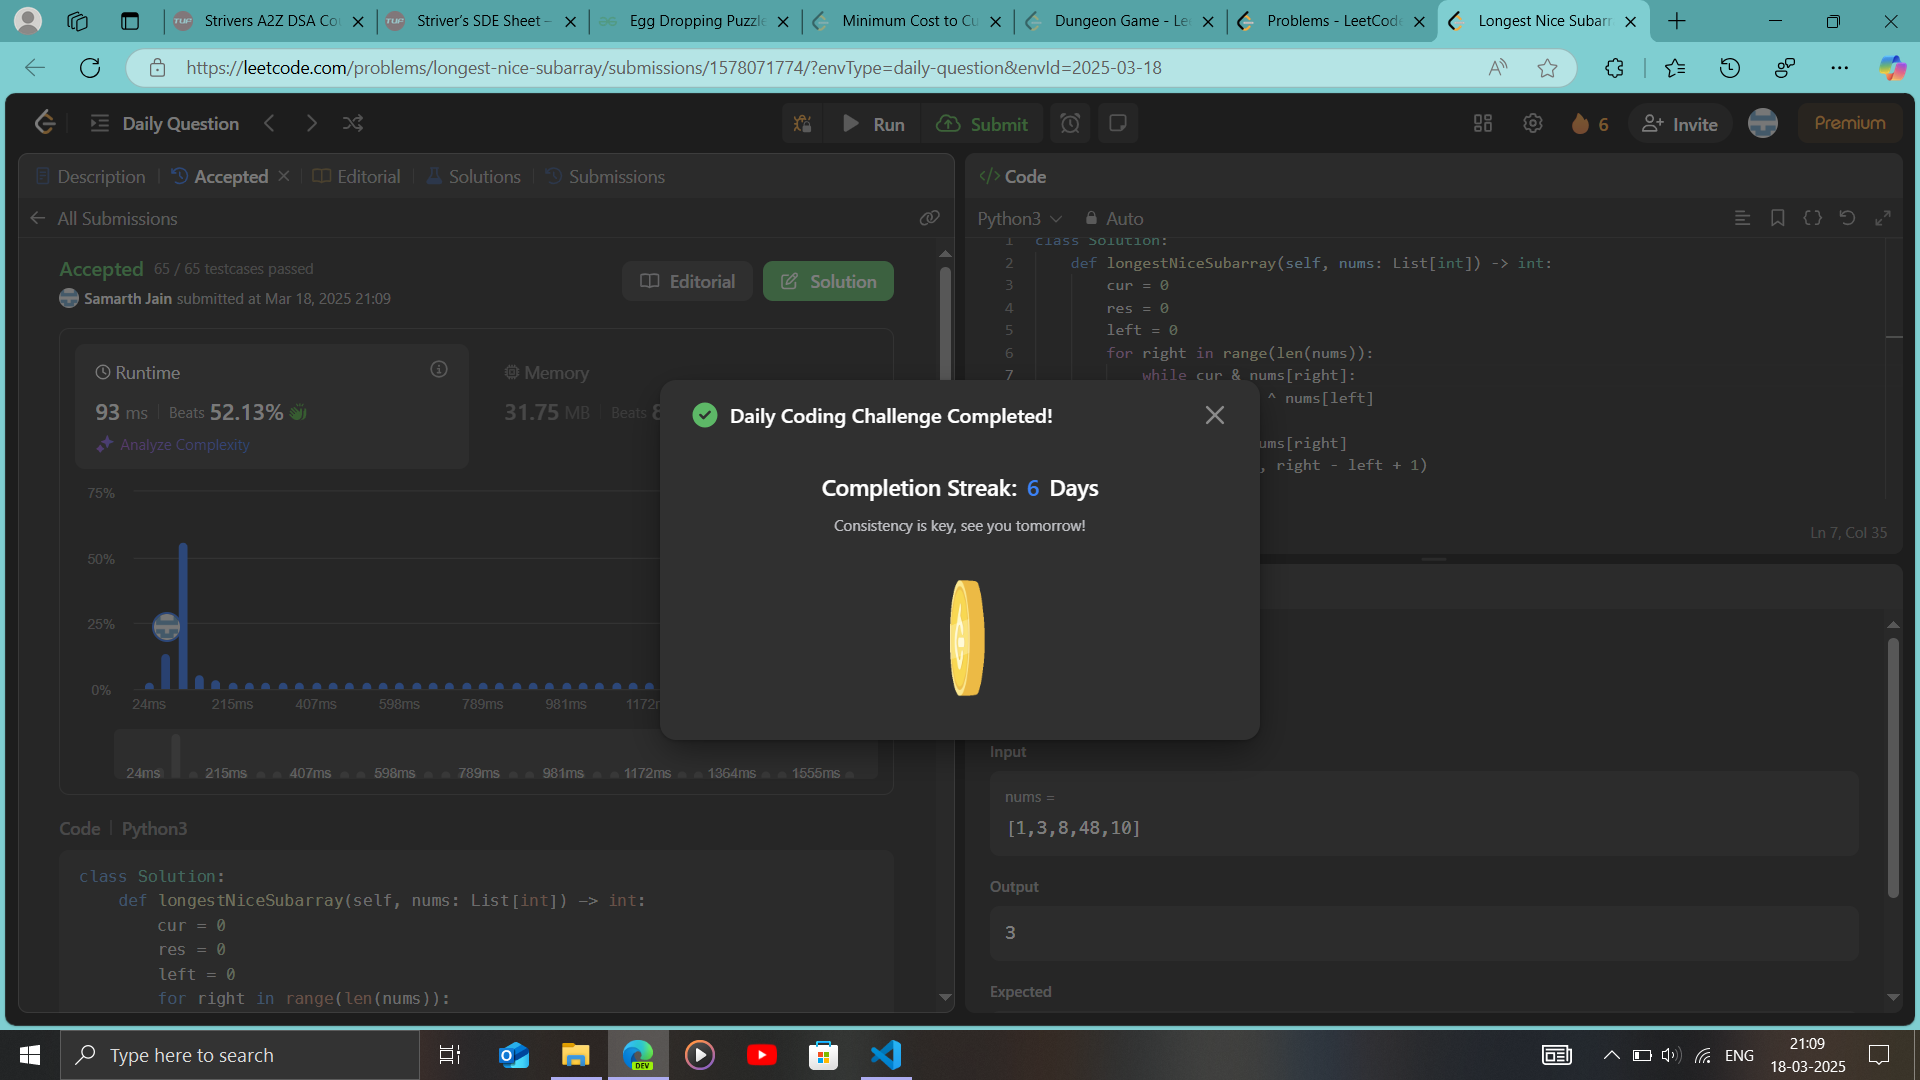 Strivers A2Z DSA Co
Striver's SDE Sheet –
Egg Dropping Puzzle
Minimum Cost to Cu
Dungeon Game - Le
Problems - LeetCode
Longest Nice Subarr
https://leetcode.com/problems/longest-nice-subarray/submissions/1578071774/?envType=daily-question&envId=2025-03-18
Daily Question
Run
Submit
6
Invite
Premium
Description
Accepted
Editorial
Solutions
Submissions
All Submissions
Accepted 65 / 65 testcases passed
Samarth Jain submitted at Mar 18, 2025 21:09
Editorial
Solution
Runtime
93 ms Beats 52.13%
Analyze Complexity
Memory
31.75 MB Beats 8
75%
50%
25%
0%
24ms 215ms 407ms 598ms 789ms 981ms 1172m
24ms 215ms 407ms 598ms 789ms 981ms 1172ms 1364ms 1555ms
Code Python3
class Solution:
def longestNiceSubarray(self, nums: List[int]) -> int:
cur = 0
res = 0
left = 0
for right in range(len(nums)):
Daily Coding Challenge Completed!
Completion Streak: 6 Days
Consistency is key, see you tomorrow!
</> Code
Python3
Auto
1 class Solution:
2 def longestNiceSubarray(self, nums: List[int]) -> int:
3 cur = 0
4 res = 0
5 left = 0
6 for right in range(len(nums)):
7 while cur & nums[right]:
^ nums[left]
ums[right]
, right - left + 1)
Ln 7, Col 35
Input
nums =
[1,3,8,48,10]
Output
3
Expected
Type here to search
DEV
ENG
21:09
18-03-2025